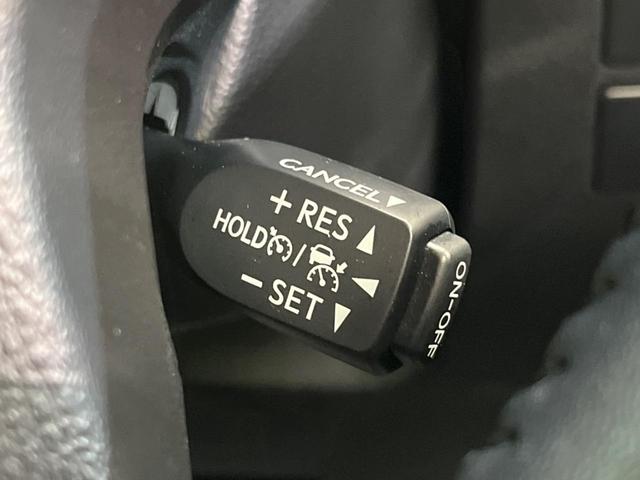 CANCEL
+ RES
HOLD /
- SET
ON-OFF